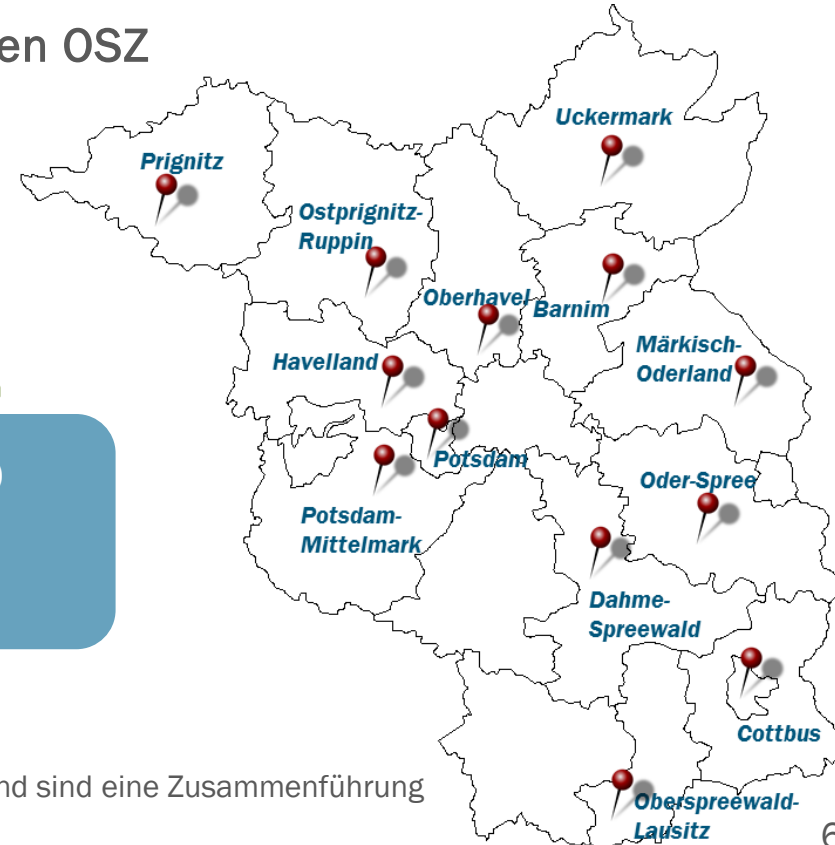 en OSZ
Uckermark
Prignitz
Ostprignitz-
Ruppin
Oberhavel
Barnim
Märkisch-
Oderland
Havelland
Potsdam
Oder-Spree
Potsdam-
Mittelmark
Dahme-
Spreewald
Cottbus
nd sind eine Zusammenführung
Oberspreewald-
Lausitz
6